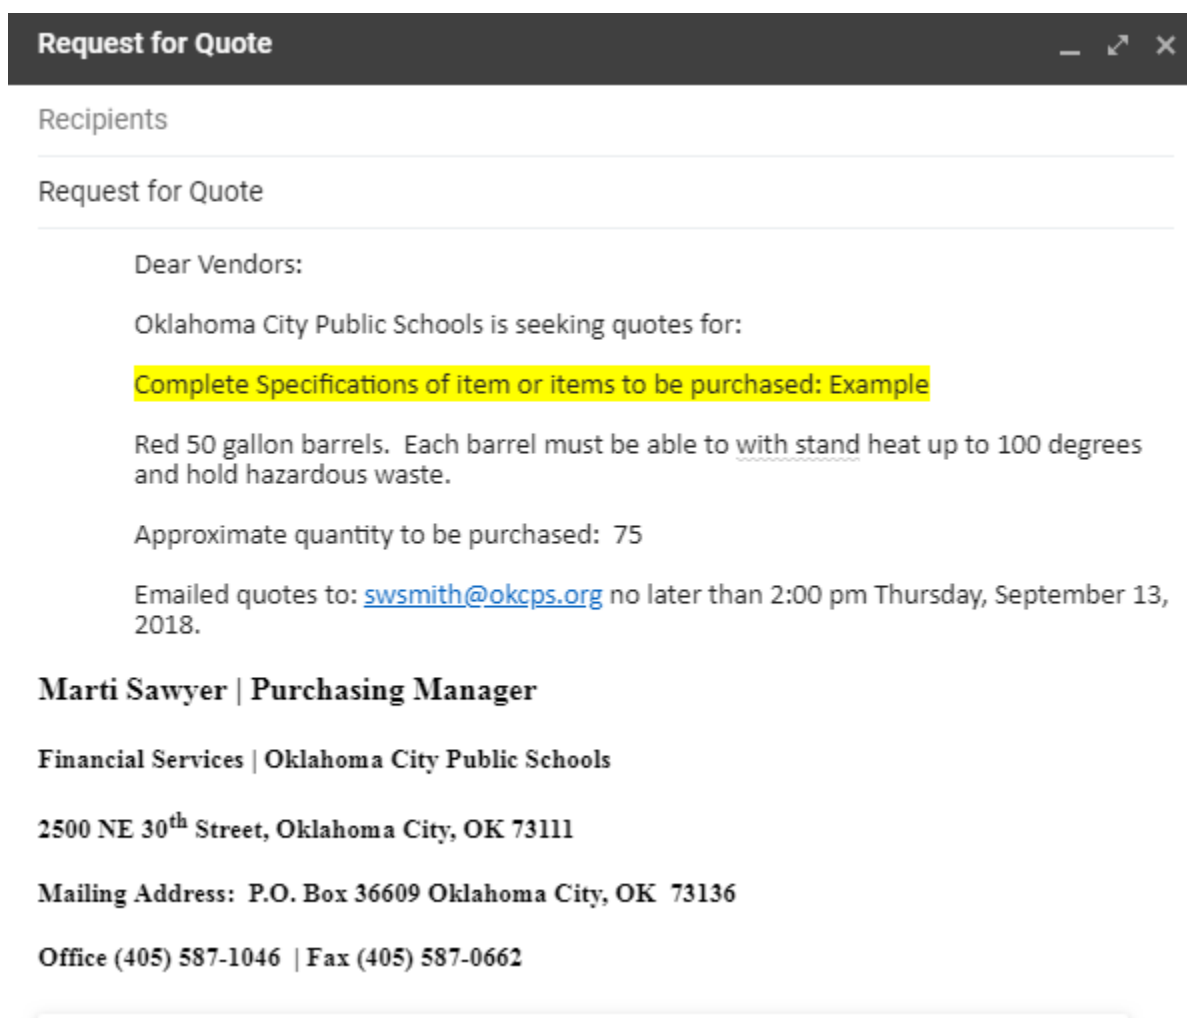 Request for Quote
Recipients
Request for Quote
Dear Vendors:
Oklahoma City Public Schools is seeking quotes for:
Complete Specifications of item or items to be purchased: Example
Red 50 gallon barrels.  Each barrel must be able to with stand heat up to 100 degrees
and hold hazardous waste.
Approximate quantity to be purchased:  75
Emailed quotes to: swsmith@okcps.org no later than 2:00 pm Thursday, September 13,
2018.
Marti Sawyer | Purchasing Manager
Financial Services | Oklahoma City Public Schools
2500 NE 30th Street, Oklahoma City, OK 73111
Mailing Address:  P.O. Box 36609 Oklahoma City, OK  73136
Office (405) 587-1046  | Fax (405) 587-0662